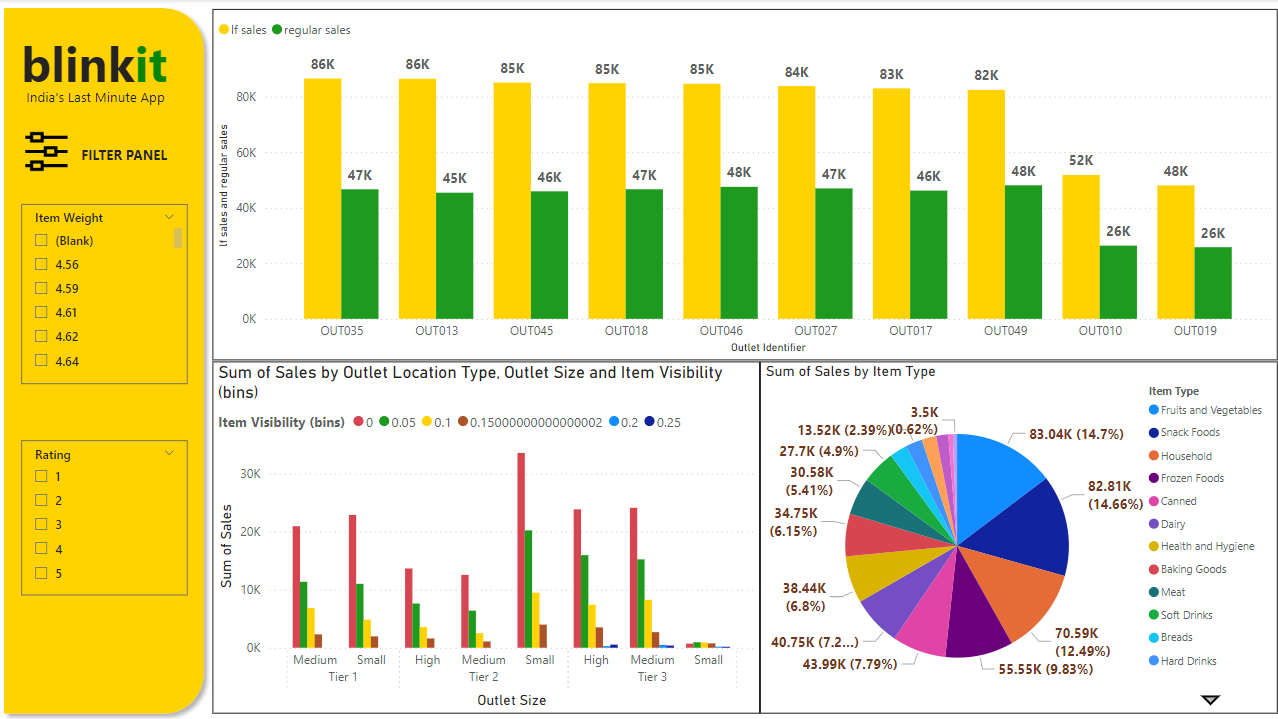 blinkit
India's Last Minute App
FILTER PANEL
Item Weight
(Blank)
4.56
4.59
4.61
4.62
4.64
Rating
1
2
3
4
5
lf sales regular sales
lf sales and regular sales
80K
60K
40K
20K
0K
86K 86K 85K 85K 85K 84K 83K 82K 52K 48K
47K 45K 46K 47K 48K 47K 46K 48K 26K 26K
OUT035 OUT013 OUT045 OUT018 OUT046 OUT027 OUT017 OUT049 OUT010 OUT019
Outlet Identifier
Sum of Sales by Outlet Location Type, Outlet Size and Item Visibility
(bins)
Item Visibility (bins) 0 0.05 0.1 0.15000000000000002 0.2 0.25
Sum of Sales
30K
20K
10K
0K
Medium Small High Medium Small High Medium Small
Tier 1 Tier 2 Tier 3
Outlet Size
Sum of Sales by Item Type
3.5K
(0.62%)
13.52K (2.39%)
27.7K (4.9%)
30.58K
(5.41%)
34.75K
(6.15%)
38.44K
(6.8%)
40.75K (7.2...)
43.99K (7.79%)
55.55K (9.83%)
70.59K
(12.49%)
82.81K
(14.66%)
83.04K (14.7%)
Item Type
Fruits and Vegetables
Snack Foods
Household
Frozen Foods
Canned
Dairy
Health and Hygiene
Baking Goods
Meat
Soft Drinks
Breads
Hard Drinks